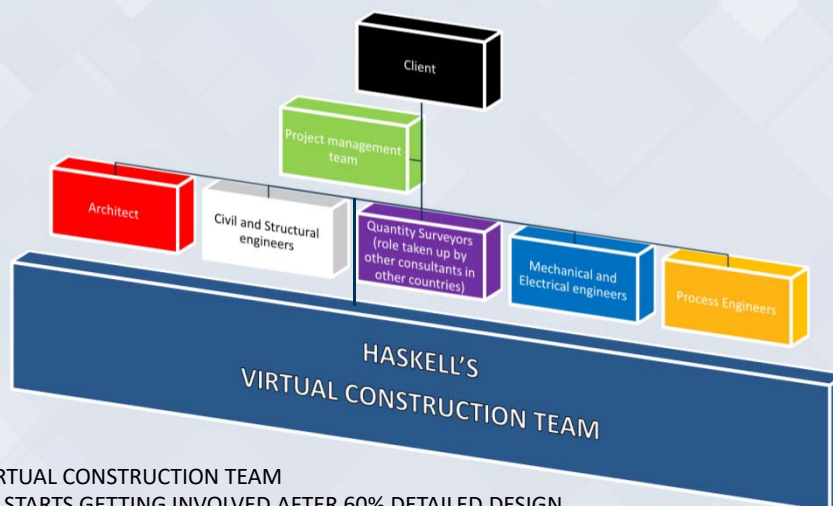 Client
Project management
team
Architect
Civil and Structural
engineers
Quantity Surveyors
(role taken up by
other consultants in
other countries)
Mechanical and
Electrical engineers
Process Engineers
HASKELL'S
VIRTUAL CONSTRUCTION TEAM
CONSTRUCTION TEAM
STARTS GETTING INVOLVED AFTER 60% DETAILED DESIGN